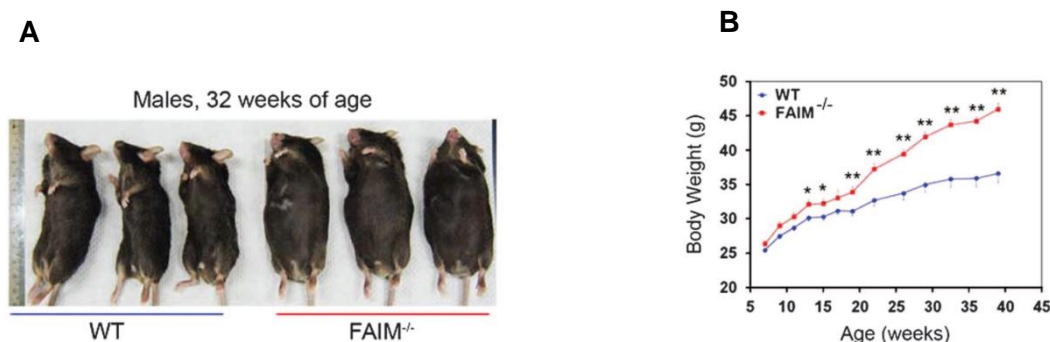 A
Males, 32 weeks of age
WT
FAIM⁻/⁻
B
50
45
40
35
30
25
20
WT
FAIM⁻/⁻
* * ** ** ** ** ** ** **
Body Weight (g)
5 10 15 20 25 30 35 40 45
Age (weeks)